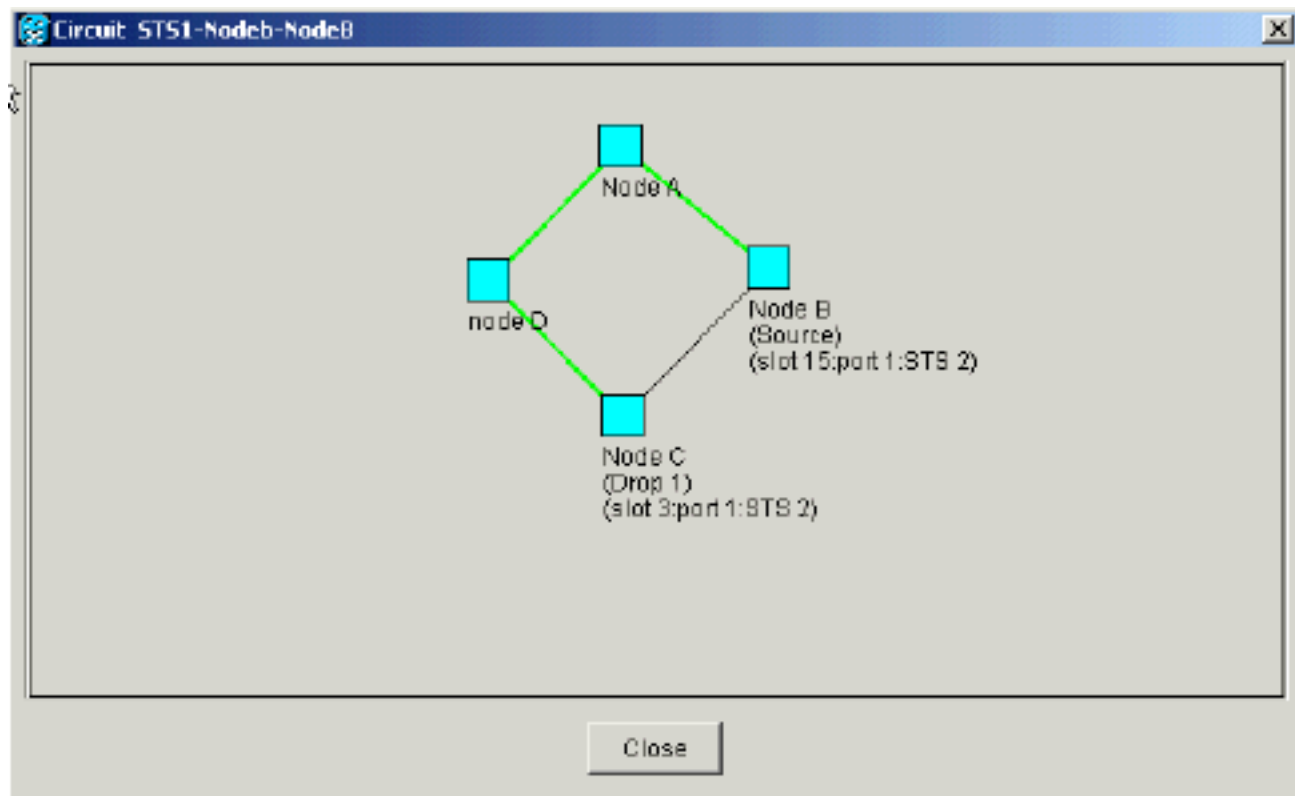 Circuit STS1-Nodeb-NodeB
Node A
node D
Node B
(Source)
(slot 15:port 1:STS 2)
Node C
(Drop 1)
(slot 3:port 1:STS 2)
Close